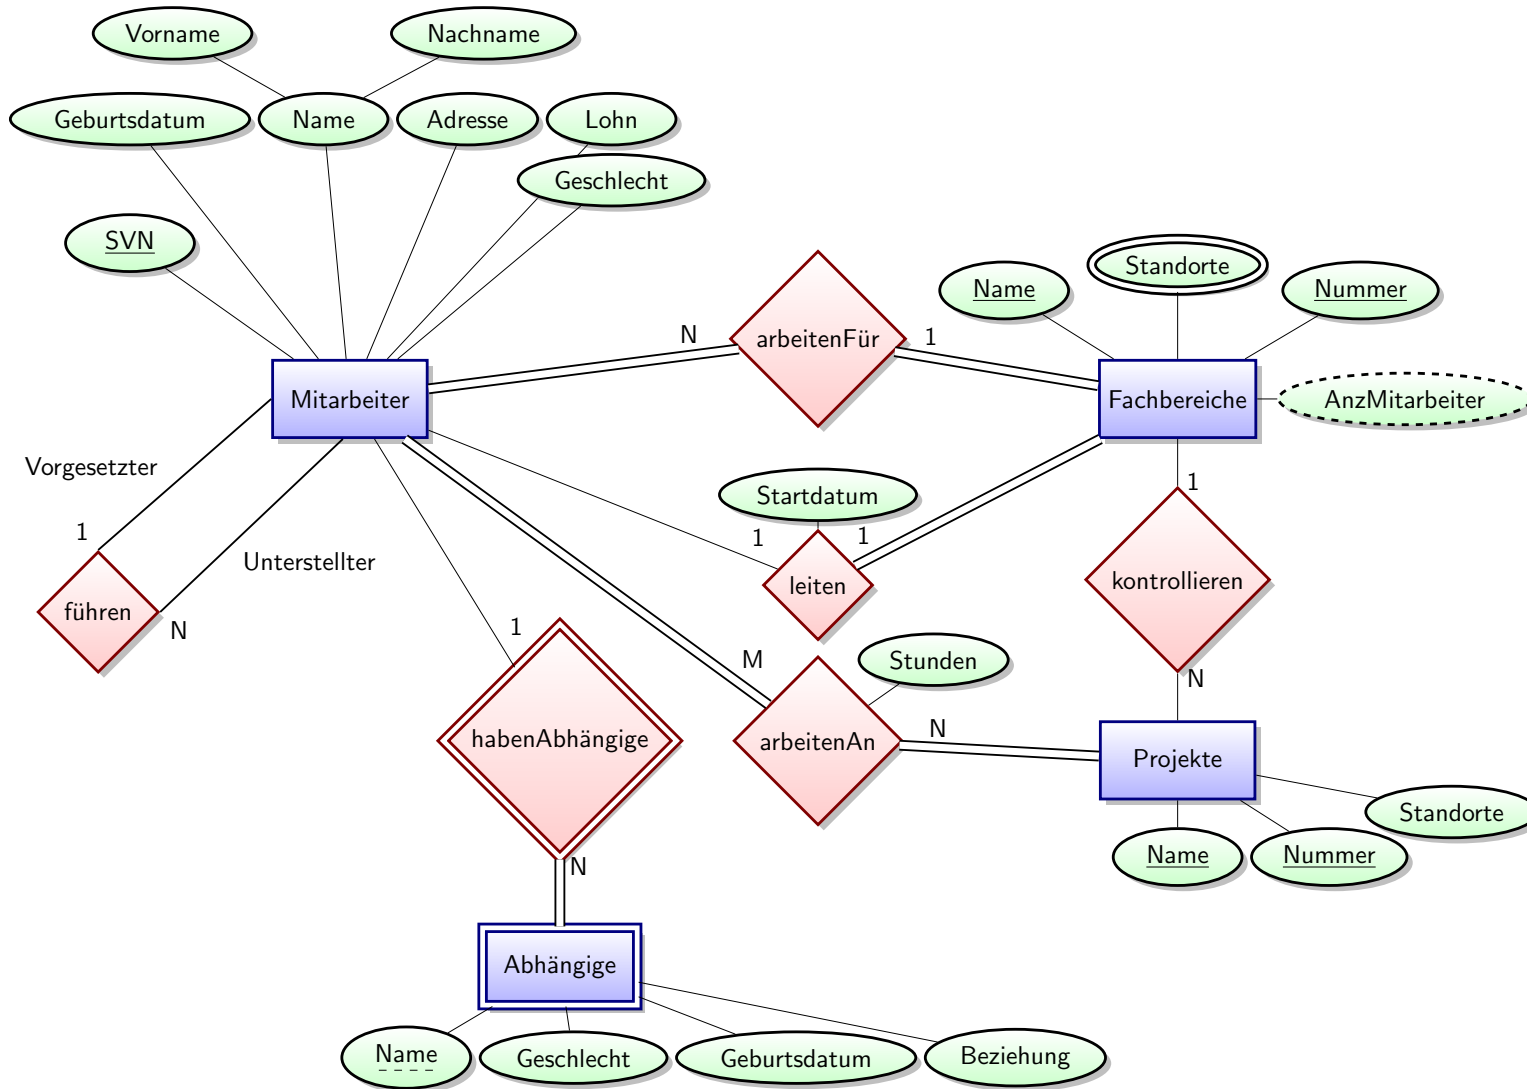 Vorname
Nachname
Geburtsdatum
Name
Adresse
Lohn
Geschlecht
SVN
Standorte
Name
Nummer
N
arbeitenFür
1
Mitarbeiter
Fachbereiche
AnzMitarbeiter
Vorgesetzter
Startdatum
1
1
1
1
Unterstellter
leiten
kontrollieren
führen
N
1
M
Stunden
N
habenAbhängige
arbeitenAn
N
Projekte
Standorte
Name
Nummer
N
Abhängige
Name
Geschlecht
Geburtsdatum
Beziehung